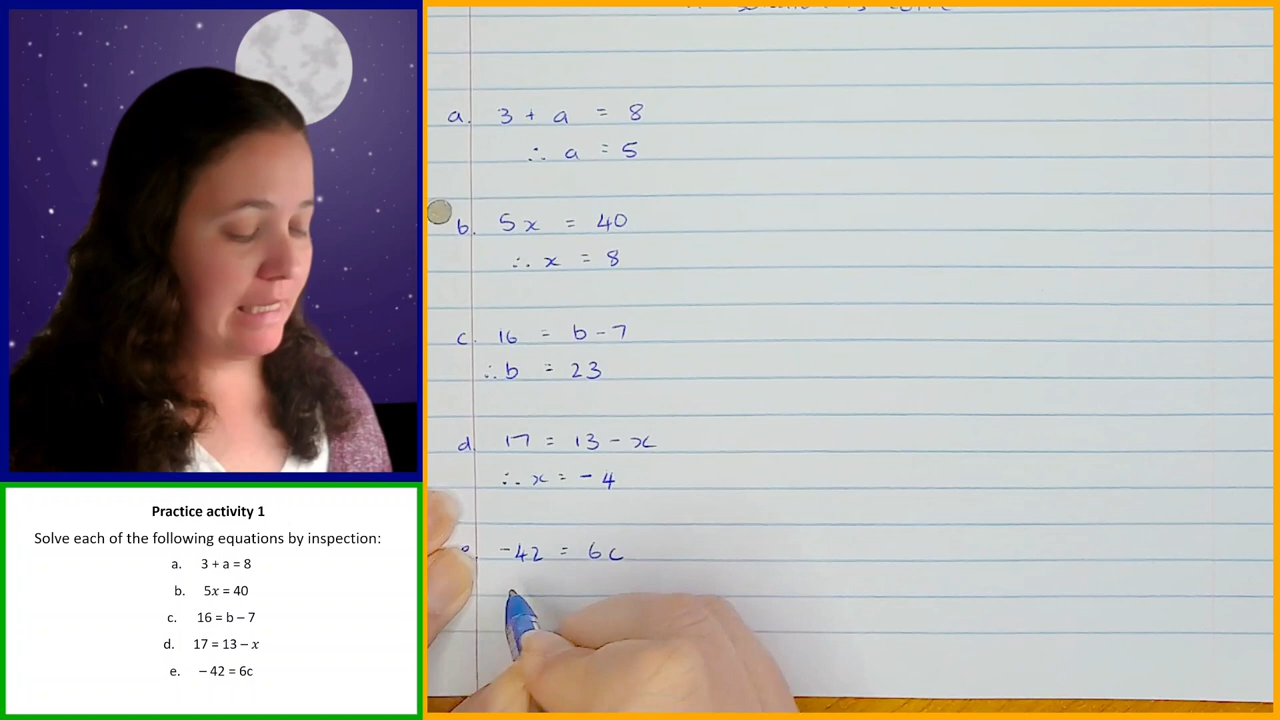 a. 3 + a = 8
∴ a = 5
b. 5x = 40
∴ x = 8
c. 16 = b - 7
∴ b = 23
d. 17 = 13 - x
∴ x = - 4
e. -42 = 6c
Practice activity 1
Solve each of the following equations by inspection:
a. 3 + a = 8
b. 5x = 40
c. 16 = b – 7
d. 17 = 13 – x
e. – 42 = 6c